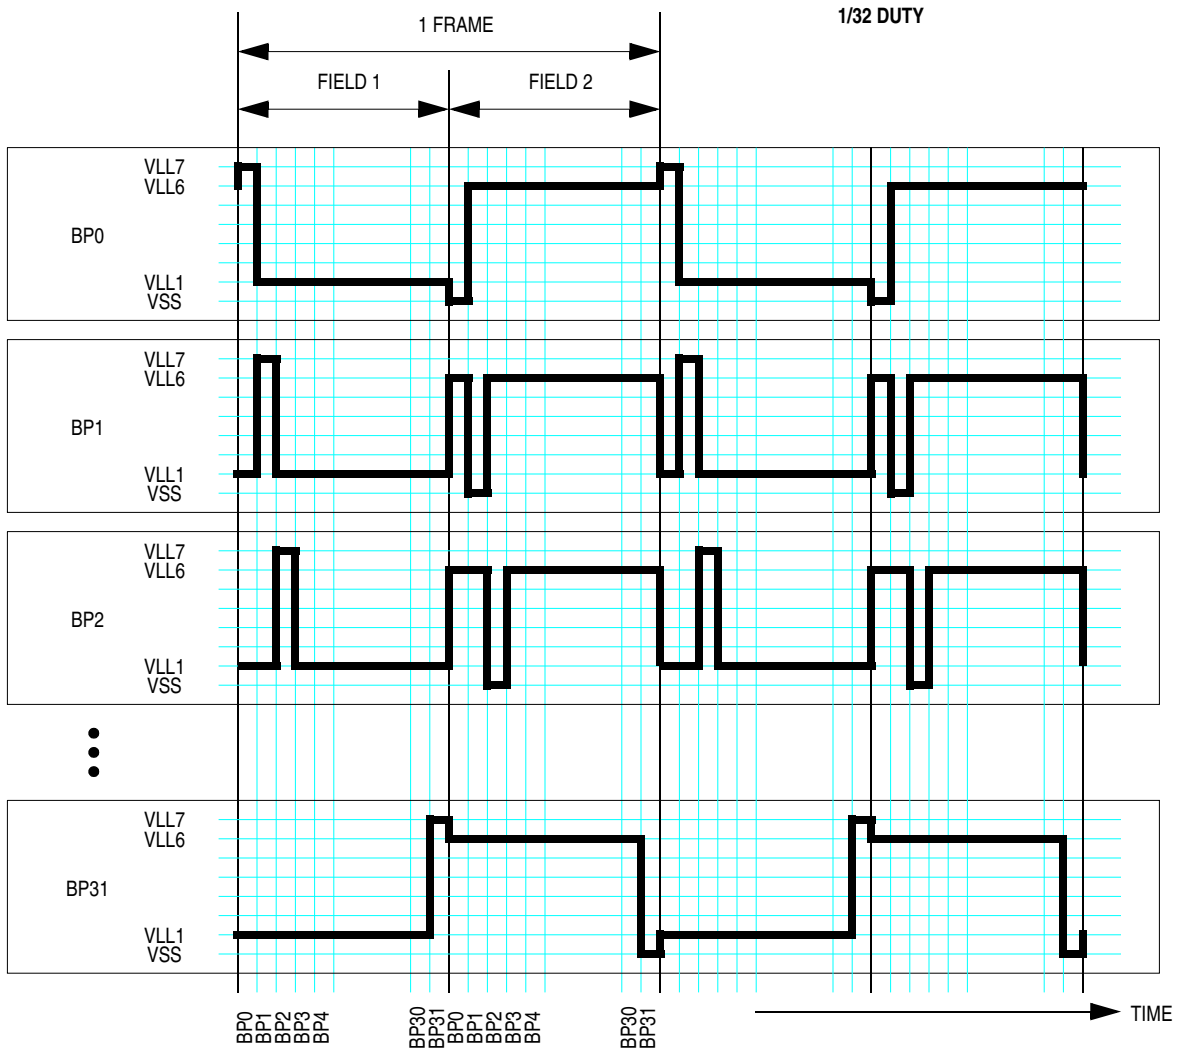 1/32 DUTY
1 FRAME
FIELD 1
FIELD 2
VLL7
VLL6
BP0
VLL1
VSS
VLL7
VLL6
BP1
VLL1
VSS
VLL7
VLL6
BP2
VLL1
VSS
VLL7
VLL6
BP31
VLL1
VSS
BP0
BP1
BP2
BP3
BP4
BP30
BP31
BP0
BP1
BP2
BP3
BP4
BP30
BP31
TIME